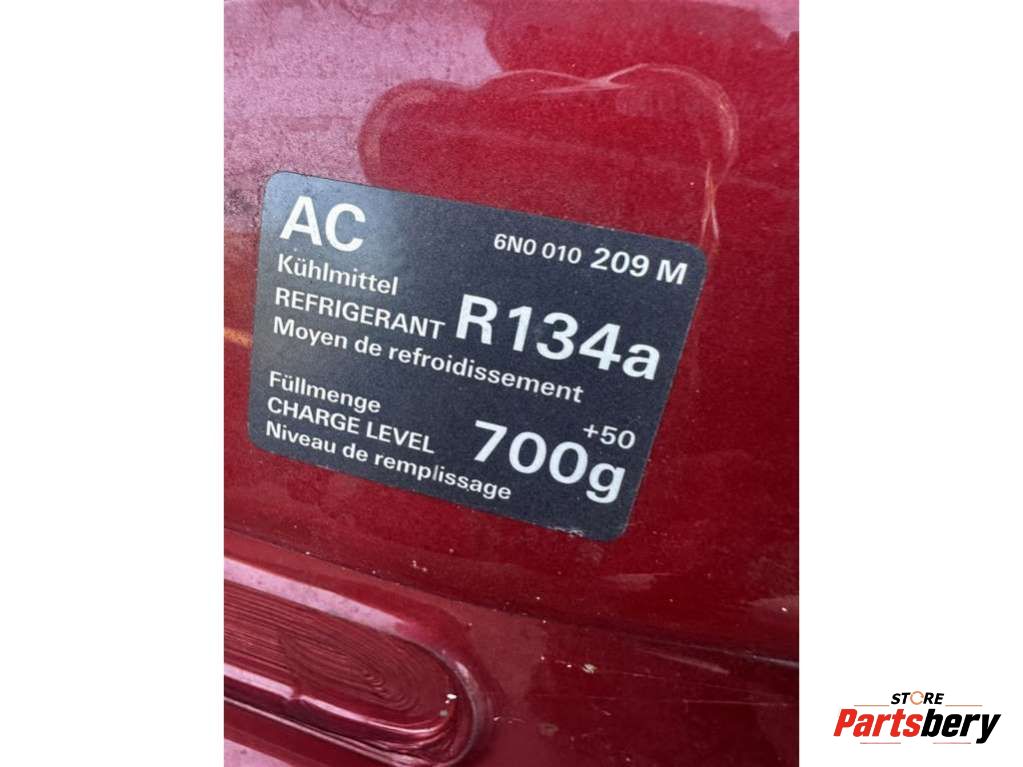 AC
6N0 010 209 M
Kühlmittel
REFRIGERANT R134a
Moyen de refroidissement
Füllmenge
CHARGE LEVEL 700g +50
Niveau de remplissage
STORE
Partsbery